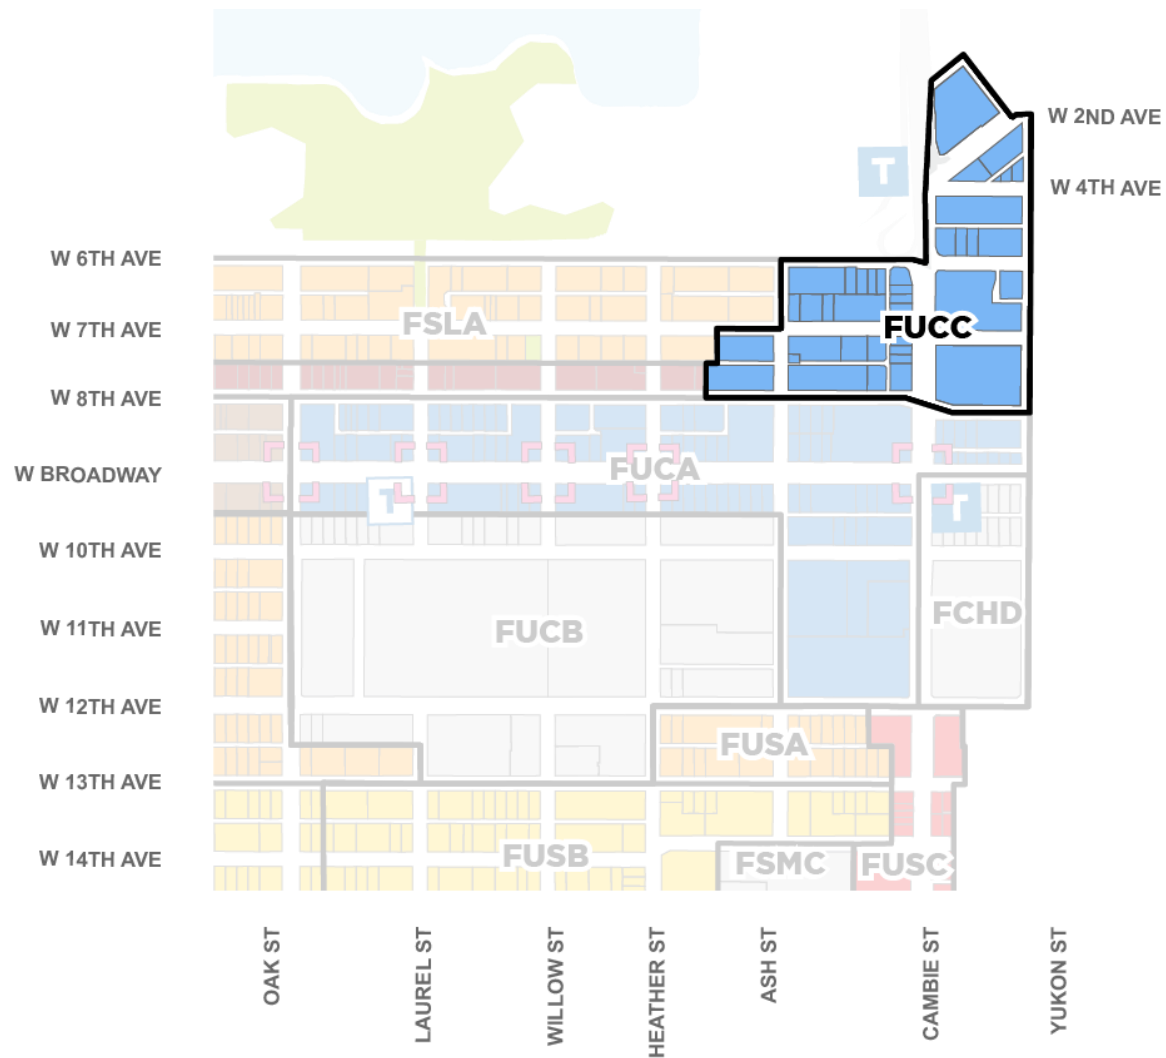 W 2ND AVE
T
W 4TH AVE
W 6TH AVE
FSLA
W 7TH AVE
FUCC
W 8TH AVE
FUCA
W BROADWAY
T
T
W 10TH AVE
FUCB
FCHD
W 11TH AVE
W 12TH AVE
FUSA
W 13TH AVE
FUSB
FSMC
FUSC
W 14TH AVE
OAK ST
LAUREL ST
WILLOW ST
HEATHER ST
ASH ST
CAMBIE ST
YUKON ST